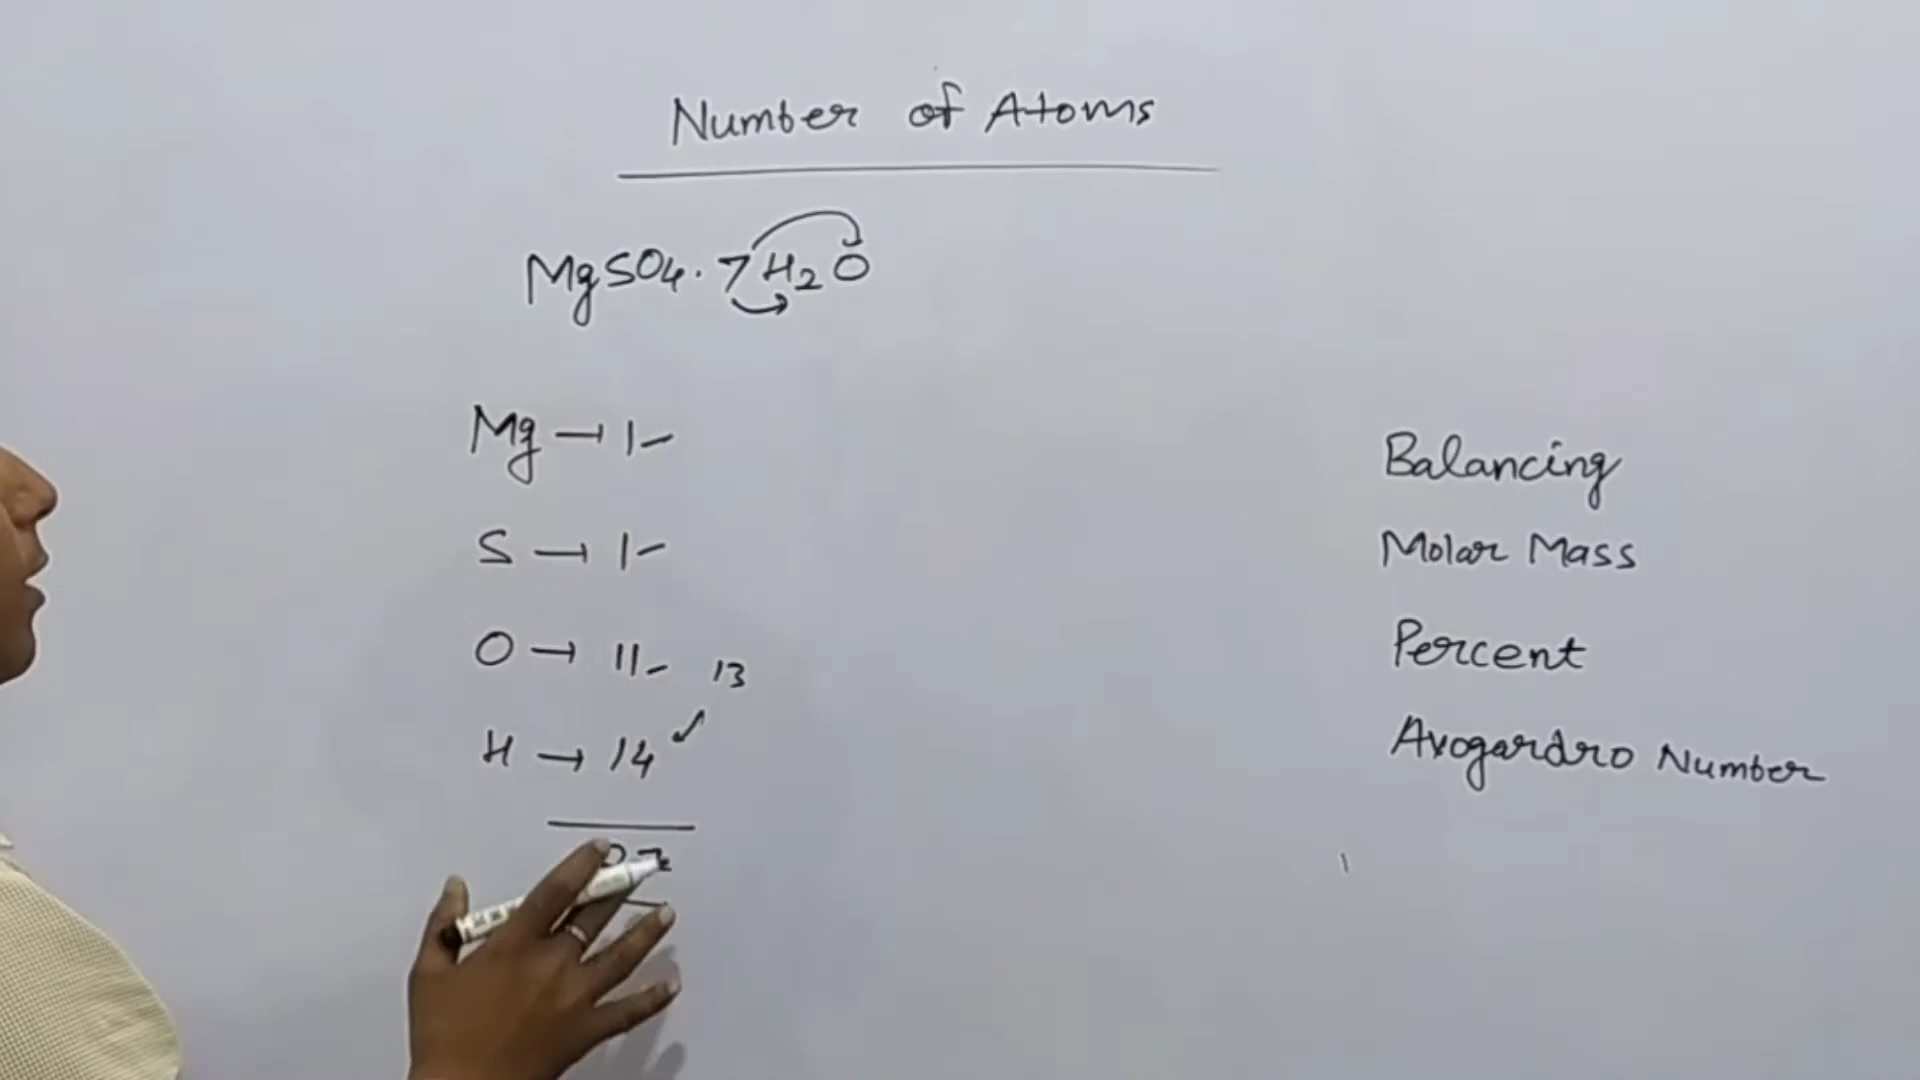 Number of Atoms
MgSO4.7H2O
Mg → 1
S → 1
O → 11 13
H → 14 ✓
Balancing
Molar Mass
Percent
Avogardro Number